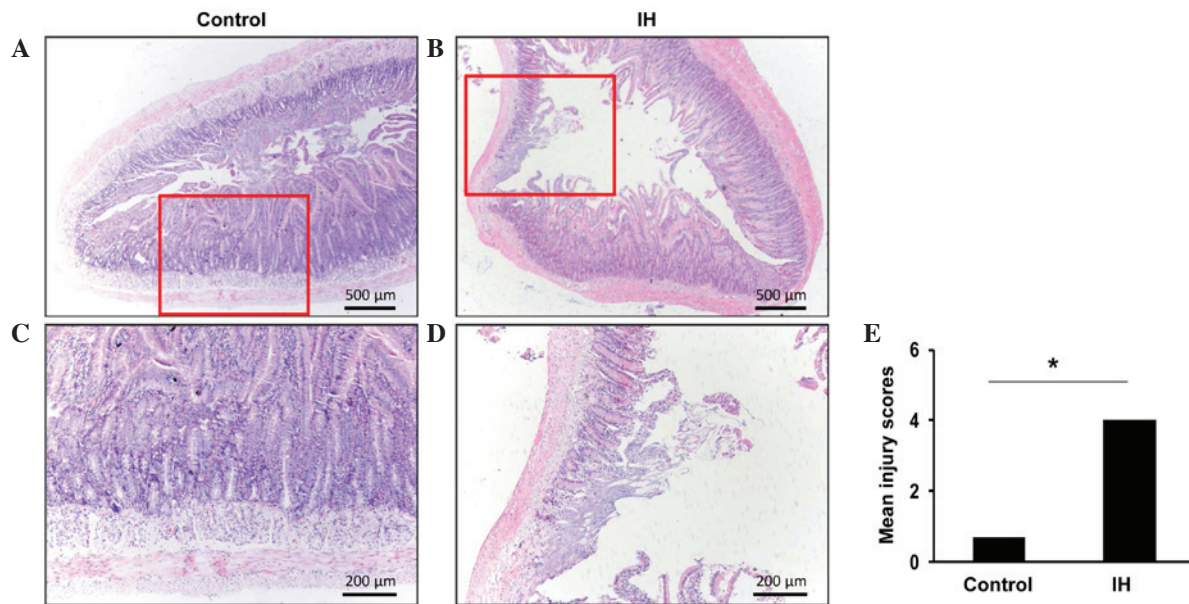 Control
IH
A
B
500 µm
500 µm
C
D
E
200 µm
200 µm
Mean injury scores
6
4
2
0
*
Control
IH